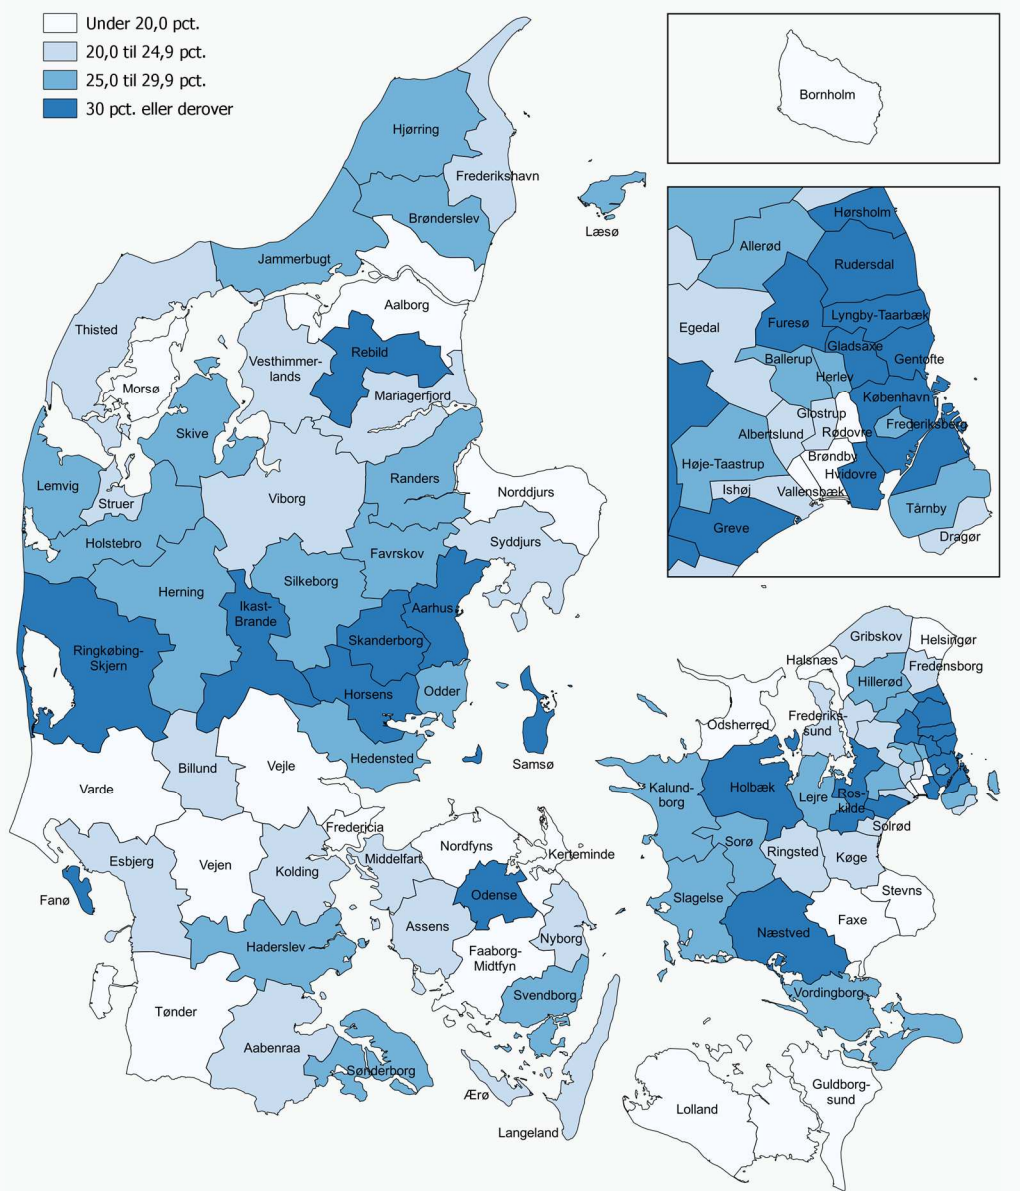 Under 20,0 pct.
20,0 til 24,9 pct.
25,0 til 29,9 pct.
30 pct. eller derover
Bornholm
Hjørring
Frederikshavn
Brønderslev
Læsø
Jammerbugt
Aalborg
Thisted
Vesthimmer-
lands
Rebild
Morsø
Mariagerfjord
Skive
Lemvig
Struer
Viborg
Randers
Norddjurs
Holstebro
Favrskov
Syddjurs
Herning
Silkeborg
Ikast-
Brande
Aarhus
Ringkøbing-
Skjern
Skanderborg
Horsens
Odder
Samsø
Hedensted
Billund
Vejle
Varde
Fredericia
Esbjerg
Vejen
Kolding
Middelfart
Nordfyns
Kerteminde
Fanø
Odense
Assens
Nyborg
Haderslev
Faaborg-
Midtfyn
Svendborg
Tønder
Aabenraa
Sønderborg
Ærø
Langeland
Hørsholm
Allerød
Rudersdal
Egedal
Furesø
Lyngby-Taarbæk
Gladsaxe
Ballerup
Gentofte
Herlev
København
Glostrup
Frederiksberg
Albertslund
Rødovre
Brøndby
Høje-Taastrup
Hvidovre
Ishøj
Vallensbæk
Tårnby
Greve
Dragør
Gribskov
Helsingør
Halsnæs
Fredensborg
Hillerød
Odsherred
Frederiks-
sund
Kalund-
borg
Holbæk
Lejre
Ros-
kilde
Solrød
Sorø
Ringsted
Køge
Slagelse
Stevns
Næstved
Faxe
Vordingborg
Guldborg-
sund
Lolland